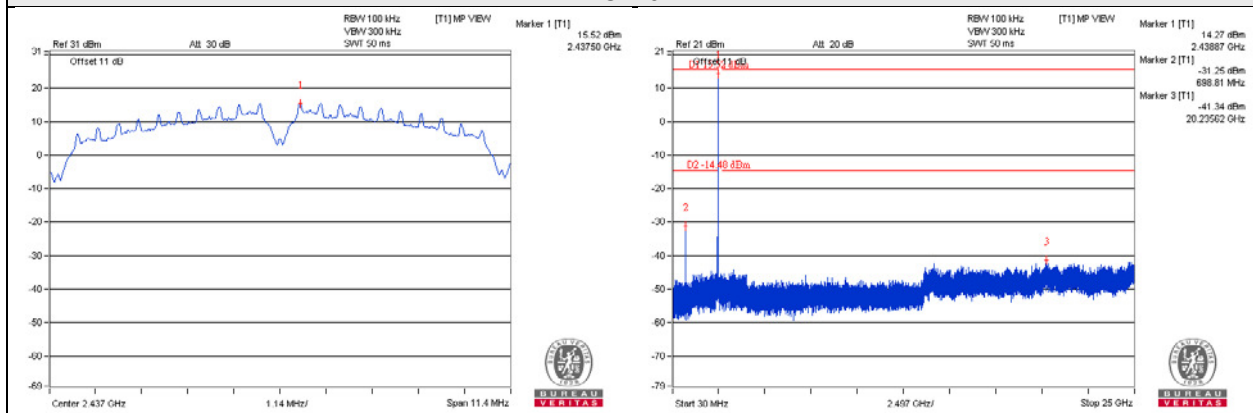 RBW 100 kHz
VBW 300 kHz
SWT 50 ms
[T1] MP VIEW
Marker 1 [T1]
15.52 dBm
2.43750 GHz
Ref 31 dBm
Att 30 dB
31
Offset 11 dB
1
20
10
0
-10
-20
-30
-40
-50
-60
-69
Center 2.437 GHz
1.14 MHz/
Span 11.4 MHz
BUREAU
VERITAS
RBW 100 kHz
VBW 300 kHz
SWT 50 ms
[T1] MP VIEW
Marker 1 [T1]
14.27 dBm
2.43887 GHz
Marker 2 [T1]
-31.25 dBm
698.81 MHz
Marker 3 [T1]
-41.34 dBm
20.23562 GHz
Ref 21 dBm
Att 20 dB
21
Offset 11 dB
10
0
-10
D2 -14.48 dBm
-20
2
-30
3
-40
-50
-60
-70
-79
Start 30 MHz
2.497 GHz/
Stop 25 GHz
BUREAU
VERITAS